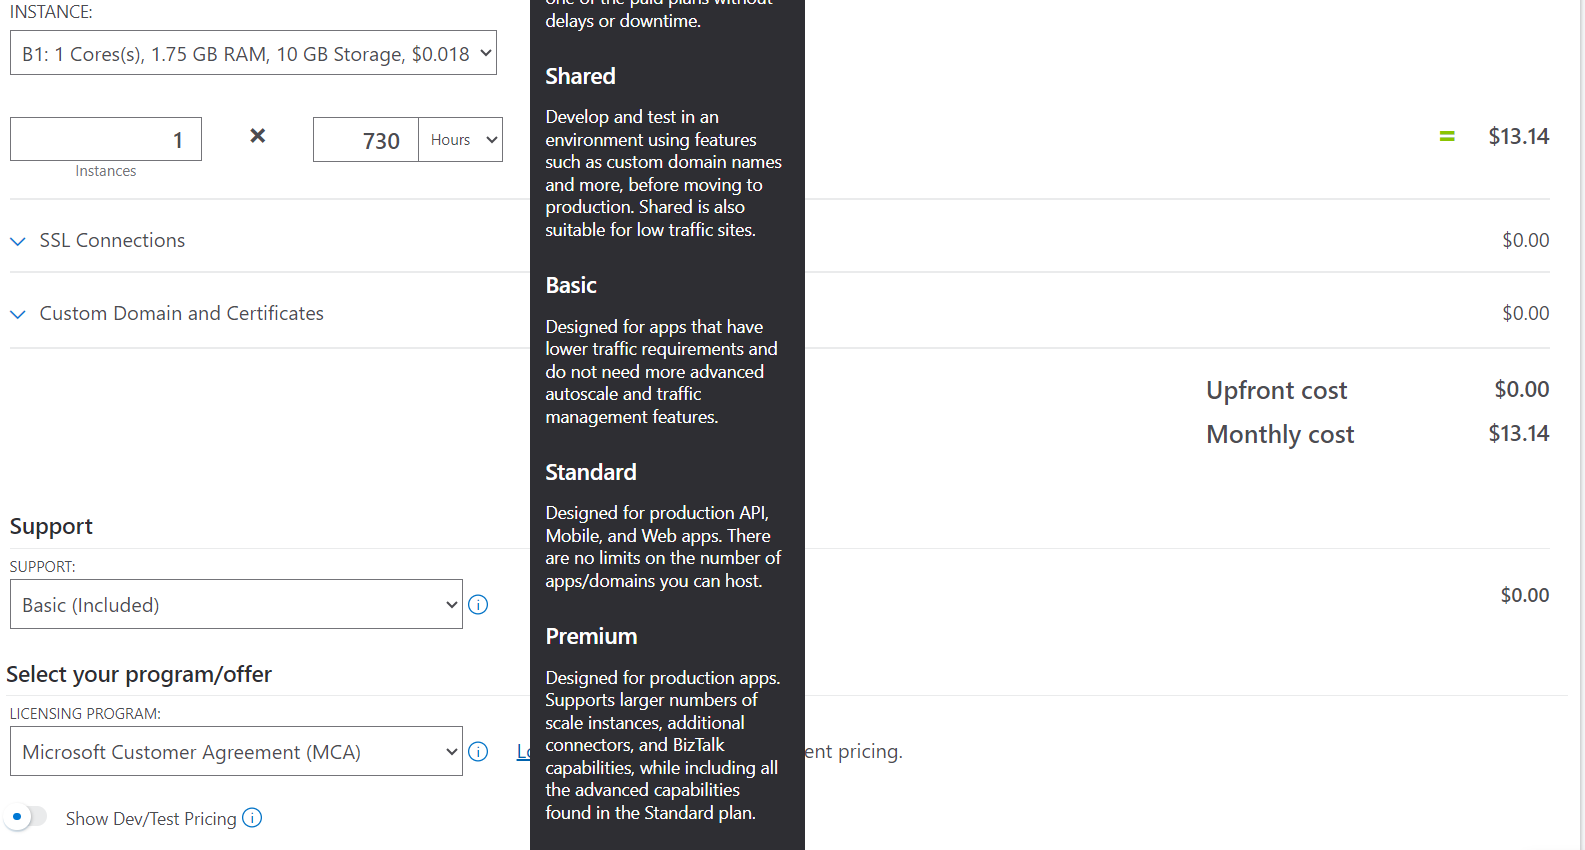 INSTANCE:
B1: 1 Cores(s), 1.75 GB RAM, 10 GB Storage, $0.018
1
Instances
730
Hours
= $13.14
SSL Connections
$0.00
Custom Domain and Certificates
$0.00
Upfront cost
$0.00
Monthly cost
$13.14
Support
SUPPORT:
Basic (Included)
$0.00
Select your program/offer
LICENSING PROGRAM:
Microsoft Customer Agreement (MCA)
ent pricing.
Show Dev/Test Pricing
one of the paid plans without
delays or downtime.
Shared
Develop and test in an
environment using features
such as custom domain names
and more, before moving to
production. Shared is also
suitable for low traffic sites.
Basic
Designed for apps that have
lower traffic requirements and
do not need more advanced
autoscale and traffic
management features.
Standard
Designed for production API,
Mobile, and Web apps. There
are no limits on the number of
apps/domains you can host.
Premium
Designed for production apps.
Supports larger numbers of
scale instances, additional
connectors, and BizTalk
capabilities, while including all
the advanced capabilities
found in the Standard plan.